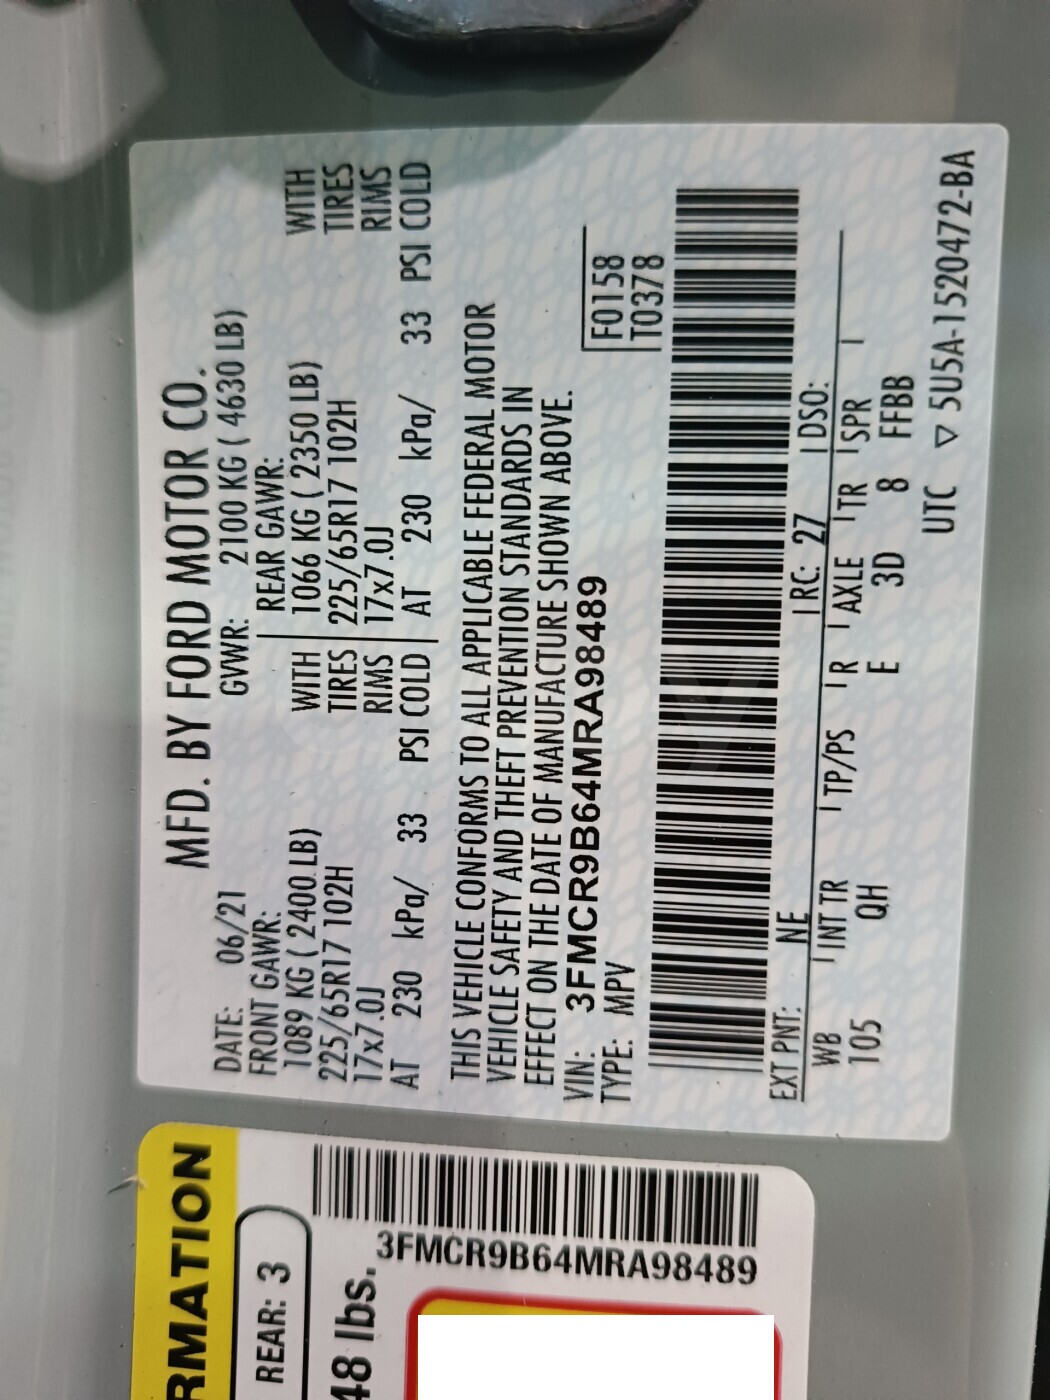 MFD. BY FORD MOTOR CO.
DATE: 06/21 GVWR: 2100 KG ( 4630 LB)
FRONT GAWR: REAR GAWR:
1089 KG ( 2400 LB) WITH 1066 KG ( 2350 LB) WITH
225/65R17 102H TIRES 225/65R17 102H TIRES
17x7.0J RIMS 17x7.0J RIMS
AT 230 kPa/ 33 PSI COLD AT 230 kPa/ 33 PSI COLD
THIS VEHICLE CONFORMS TO ALL APPLICABLE FEDERAL MOTOR
VEHICLE SAFETY AND THEFT PREVENTION STANDARDS IN
EFFECT ON THE DATE OF MANUFACTURE SHOWN ABOVE.
VIN: 3FMCR9B64MRA98489 F0158
TYPE: MPV T0378
EXT PNT: NE RC: 27 DSO:
WB INT TR TP/PS R AXLE TR SPR
105 QH E 3D 8 FFBB
UTC ▽ 5U5A-1520472-BA
RMATION
REAR: 3
48 lbs.
3FMCR9B64MRA98489